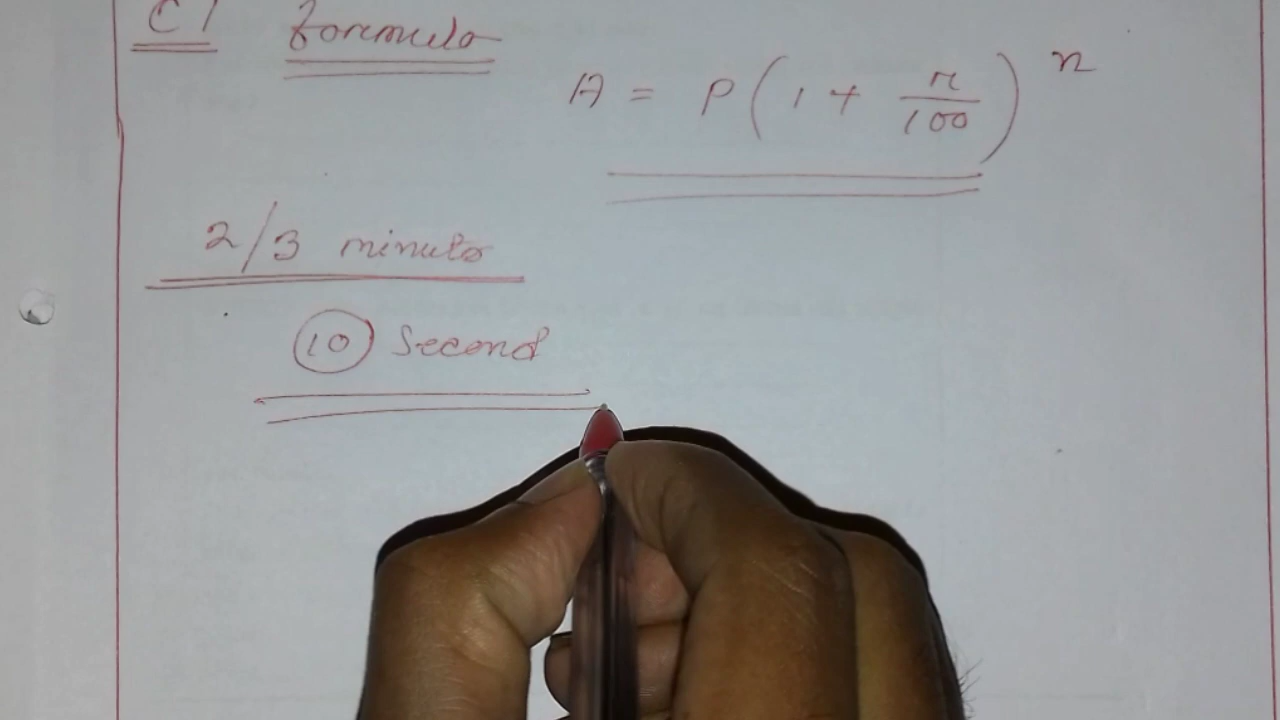 CI formula
A = P(1 + r/100)^n
2/3 minute
10 Second